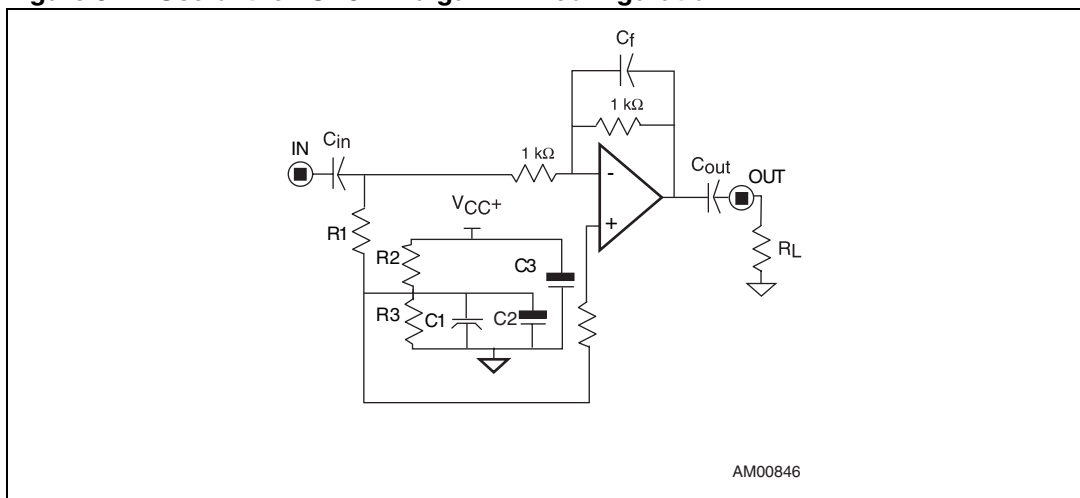 Cf
1 kΩ
IN
Cin
1 kΩ
Cout
OUT
-
+
VCC+
R1
R2
C3
RL
R3
C1
C2
AM00846